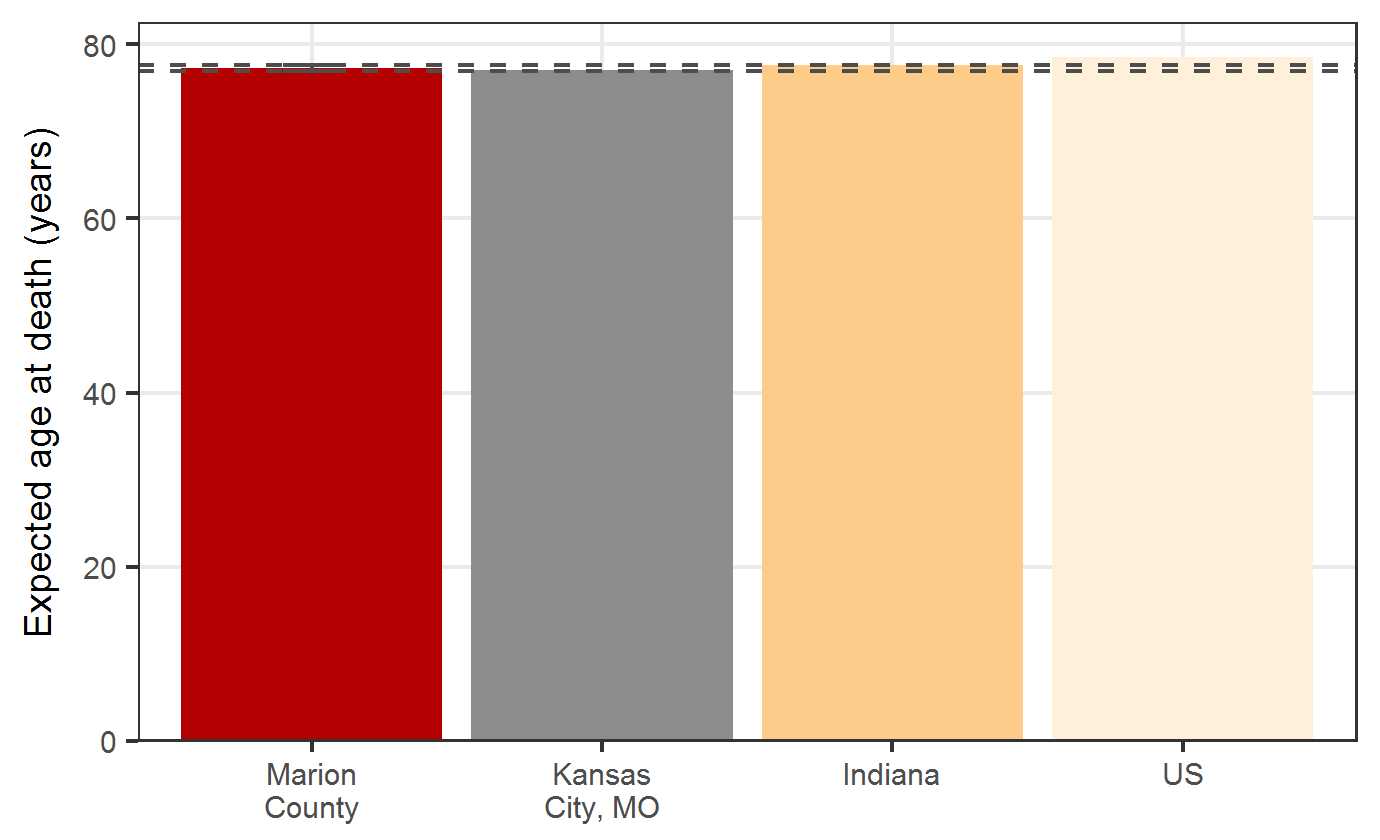 Expected age at death (years)
80
60
40
20
0
Marion
County
Kansas
City, MO
Indiana
US